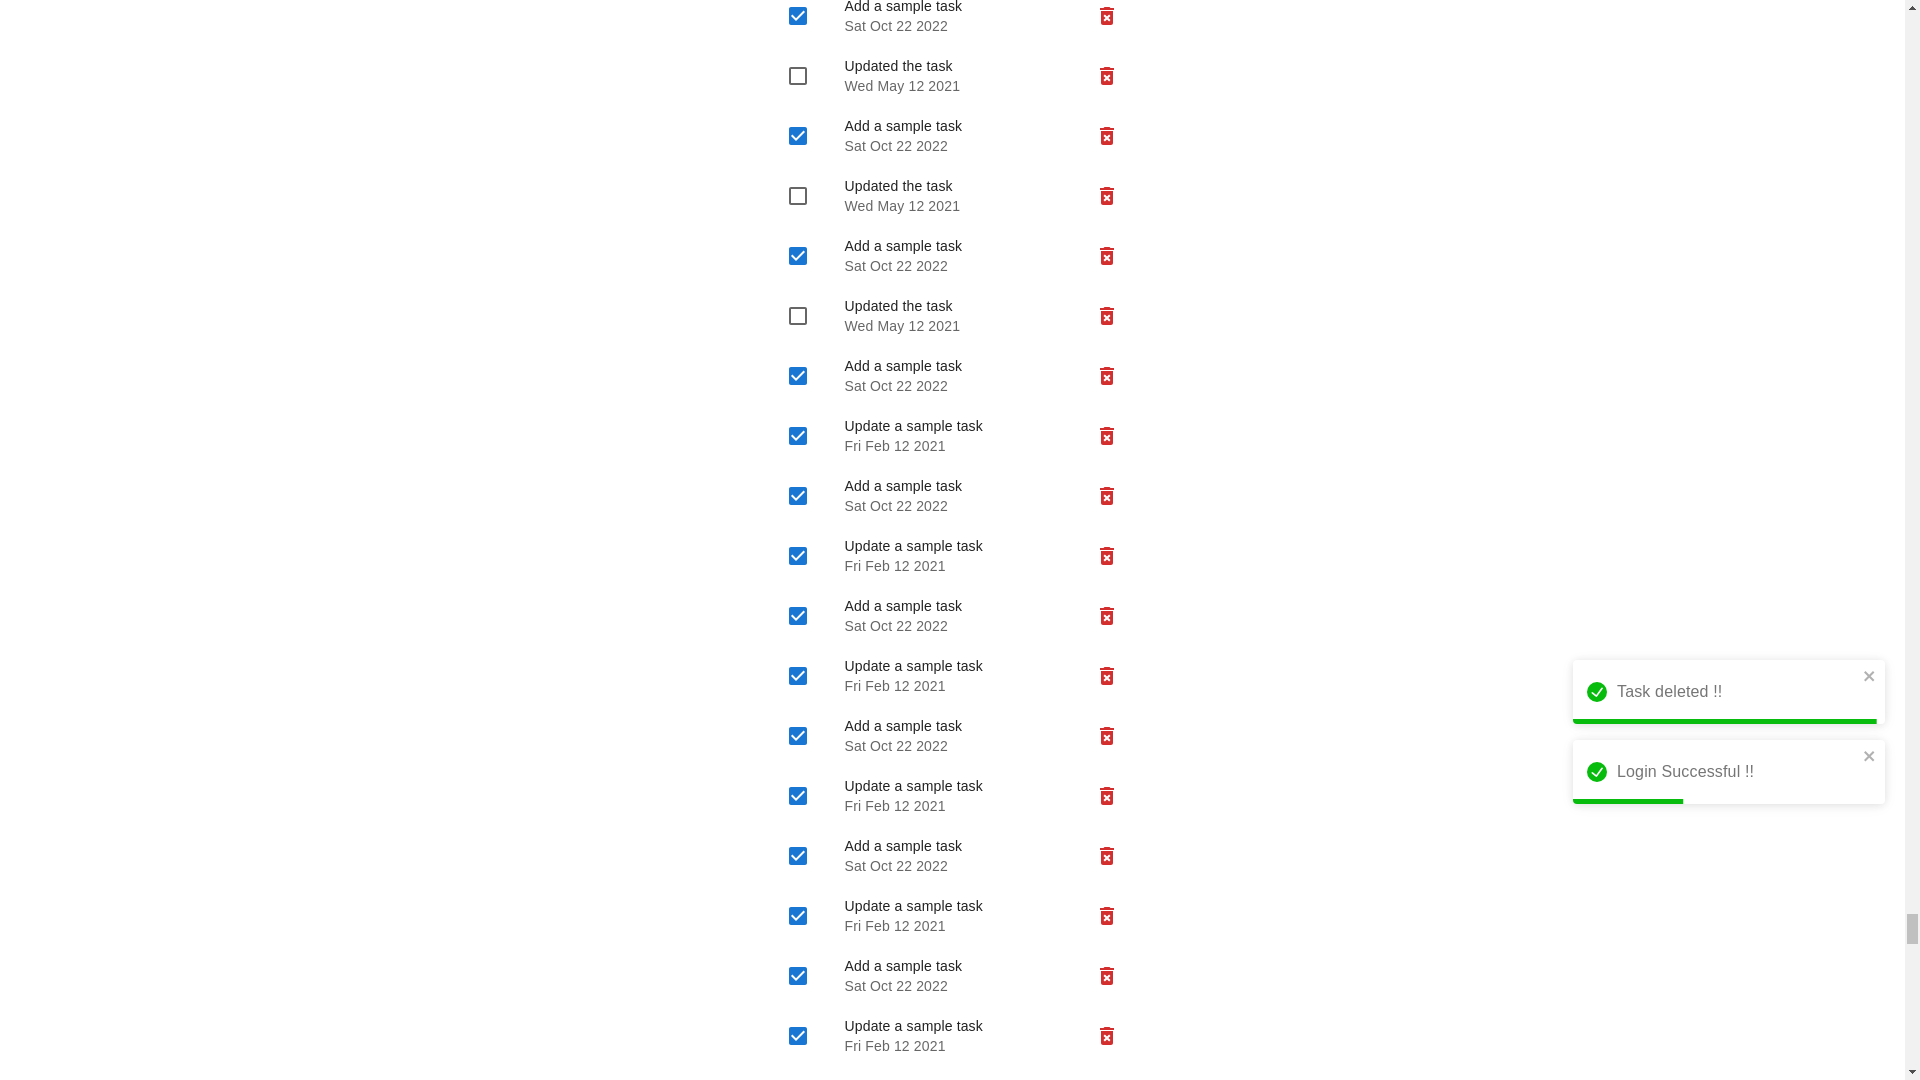 Add a sample task
Sat Oct 22 2022
Updated the task
Wed May 12 2021
Add a sample task
Sat Oct 22 2022
Updated the task
Wed May 12 2021
Add a sample task
Sat Oct 22 2022
Updated the task
Wed May 12 2021
Add a sample task
Sat Oct 22 2022
Update a sample task
Fri Feb 12 2021
Add a sample task
Sat Oct 22 2022
Update a sample task
Fri Feb 12 2021
Add a sample task
Sat Oct 22 2022
Update a sample task
Fri Feb 12 2021
Add a sample task
Sat Oct 22 2022
Update a sample task
Fri Feb 12 2021
Add a sample task
Sat Oct 22 2022
Update a sample task
Fri Feb 12 2021
Add a sample task
Sat Oct 22 2022
Update a sample task
Fri Feb 12 2021
Task deleted !!
Login Successful !!